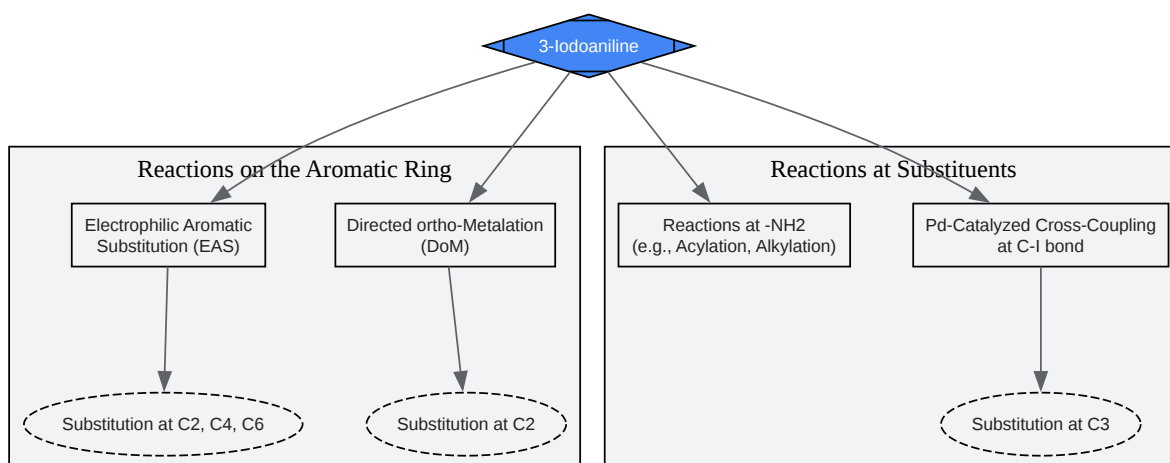 3-Iodoaniline
Reactions on the Aromatic Ring
Reactions at Substituents
Electrophilic Aromatic
Substitution (EAS)
Directed ortho-Metalation
(DoM)
Reactions at -NH2
(e.g., Acylation, Alkylation)
Pd-Catalyzed Cross-Coupling
at C-I bond
Substitution at C2, C4, C6
Substitution at C2
Substitution at C3